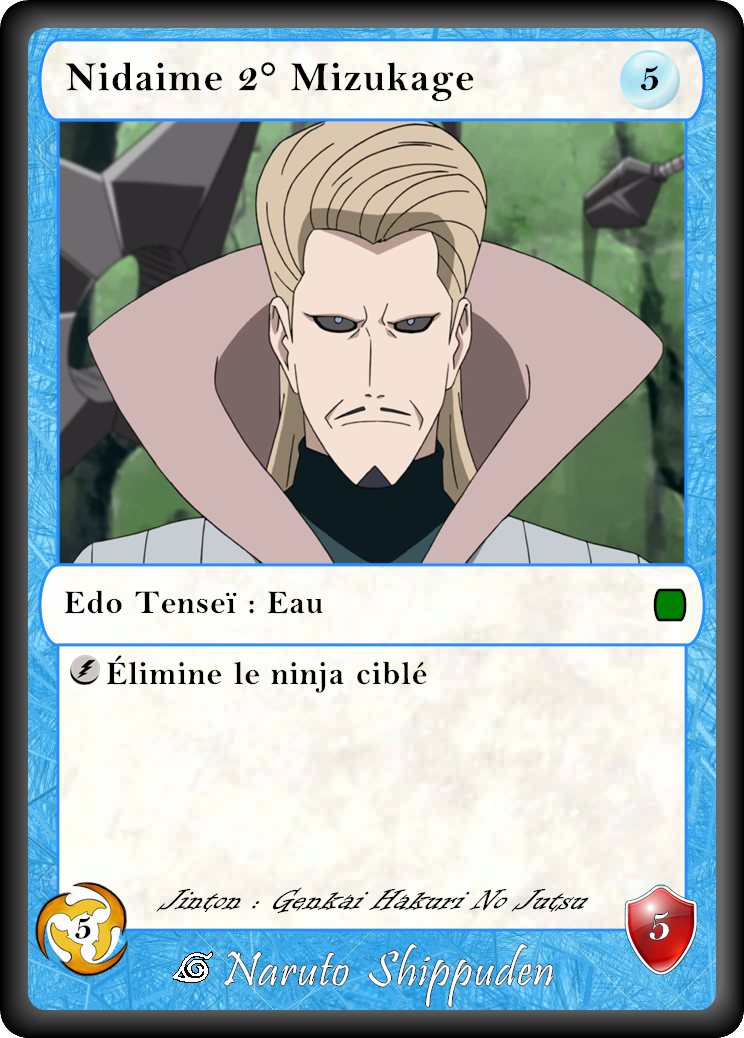 Nidaime 2° Mizukage
5
Edo Tenseï : Eau
Élimine le ninja ciblé
Jinton : Genkai Hakuri No Jutsu
5
5
Naruto Shippuden